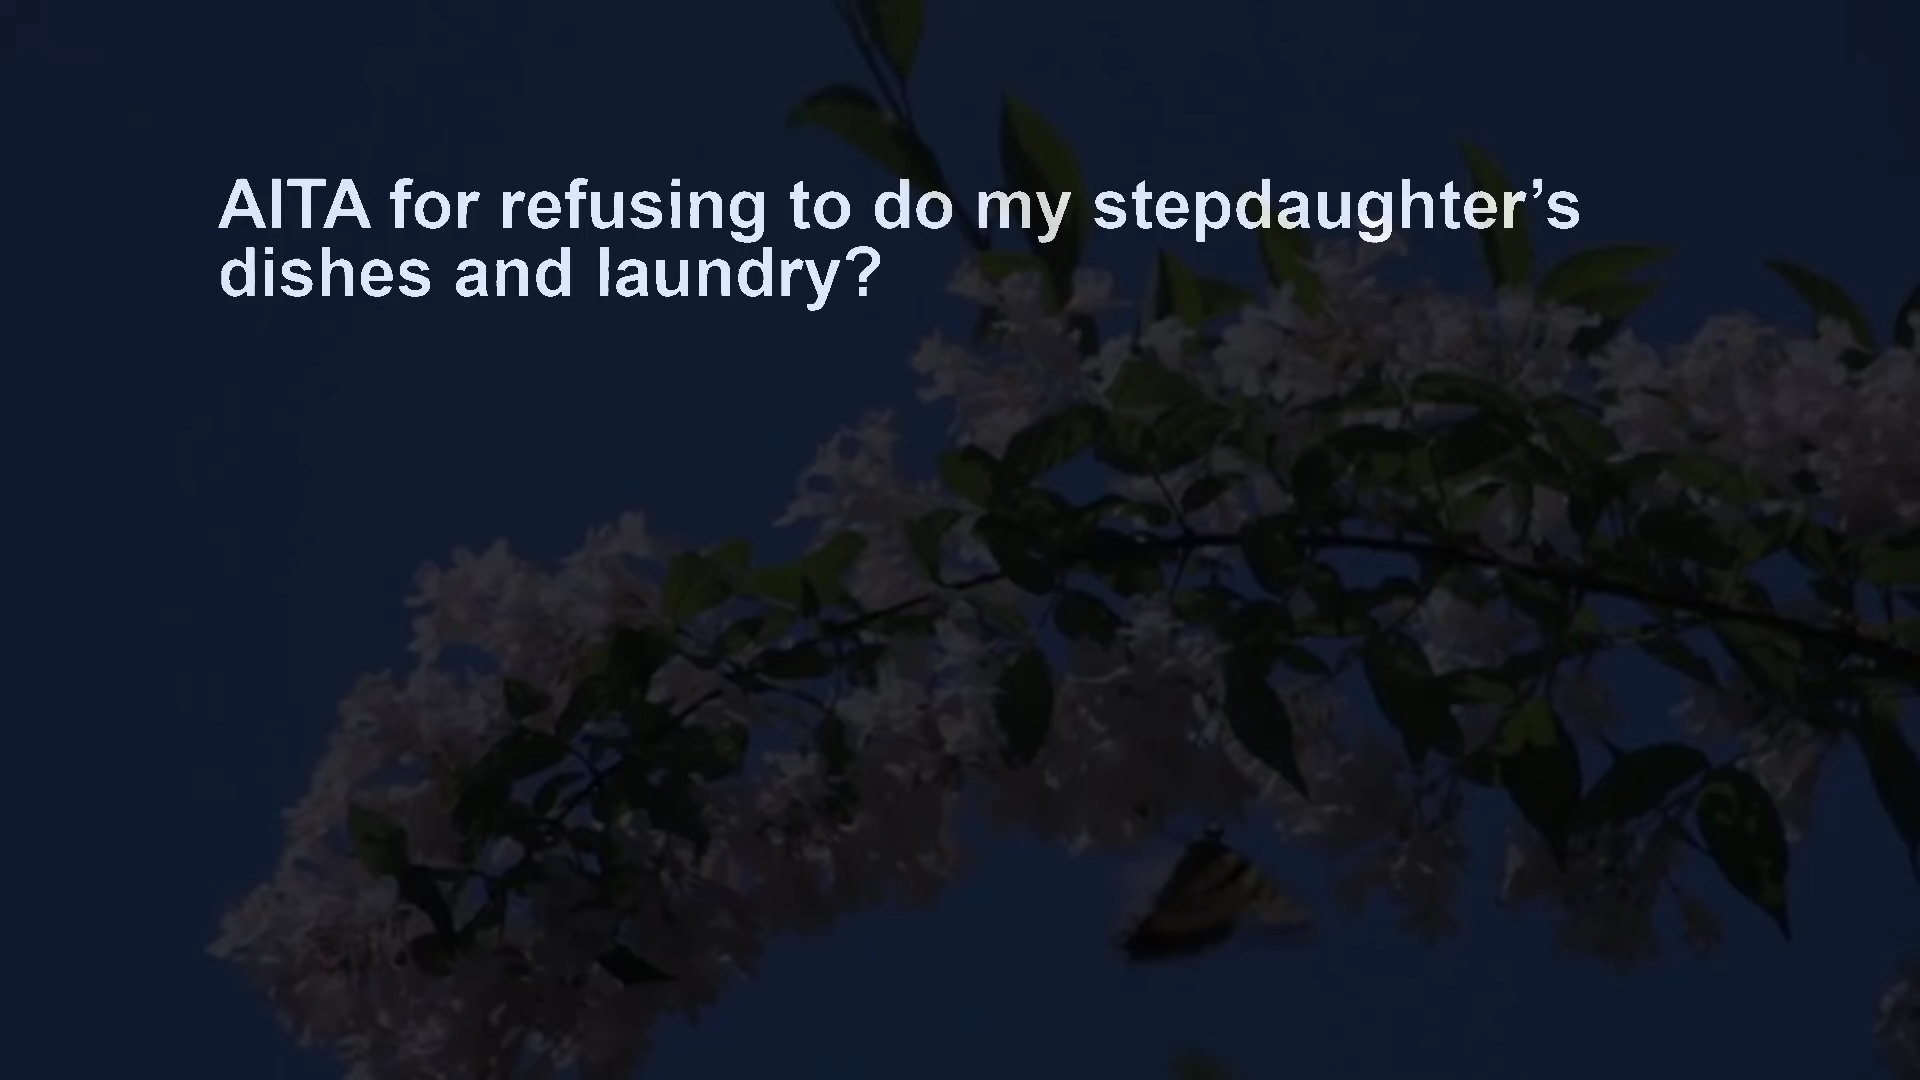 AITA for refusing to do my stepdaughter’s
dishes and laundry?